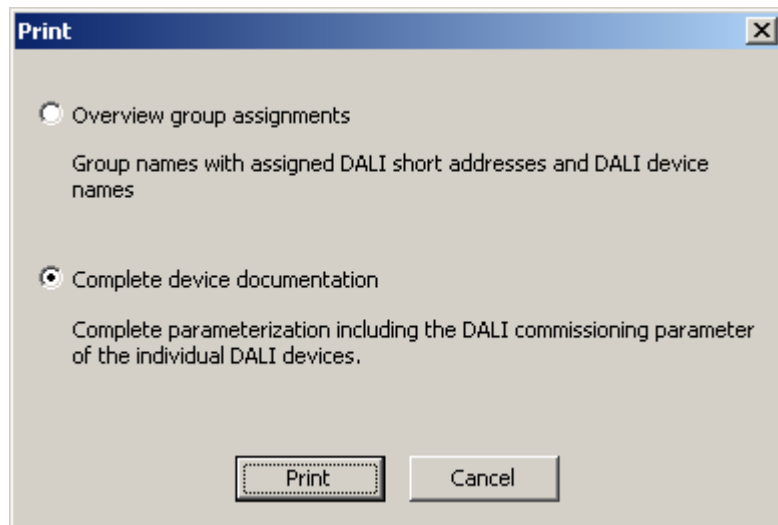 Print
Overview group assignments
Group names with assigned DALI short addresses and DALI device
names
Complete device documentation
Complete parameterization including the DALI commissioning parameter
of the individual DALI devices.
Print
Cancel